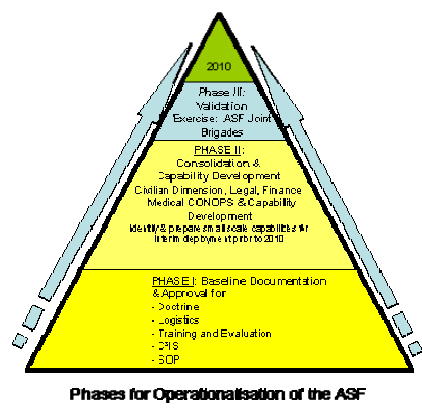 2010
Phase III:
Validation
Exercise: ASF Joint
Brigades
PHASE II:
Consolidation &
Capability Development
Civilian Dimension, Legal, Finance
Medical CONOPS & Capability
Development
Identify & prepare small scale capabilities for
interim deployment prior to 2010
PHASE I: Baseline Documentation
& Approval for
- Doctrine
- Logistics
- Training and Evaluation
- C³IS
- SOP
Phases for Operationalisation of the ASF